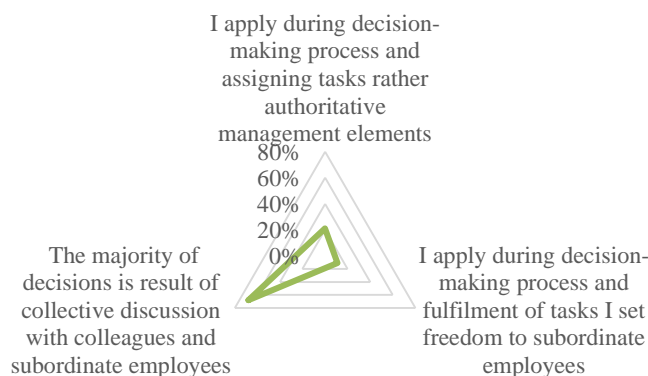 I apply during decision-
making process and
assigning tasks rather
authoritative
management elements
80%
60%
40%
20%
0%
The majority of
decisions is result of
collective discussion
with colleagues and
subordinate employees
I apply during decision-
making process and
fulfilment of tasks I set
freedom to subordinate
employees